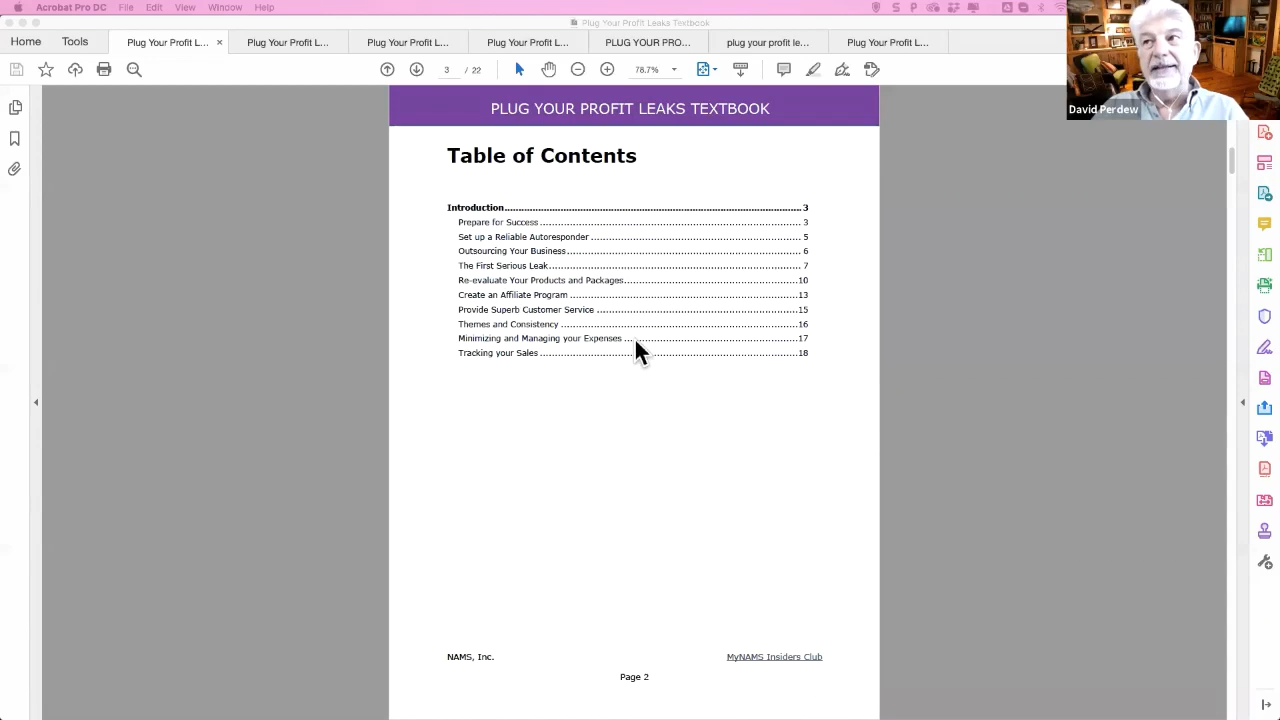 Acrobat Pro DC File Edit View Window Help
Plug Your Profit Leaks Textbook
Home Tools Plug Your Profit L... × Plug Your Profit L... Plug Your Profit L... Plug Your Profit L... PLUG YOUR PRO... plug your profit le... Plug Your Profit L...
3 / 22 78.7%
David Perdew
PLUG YOUR PROFIT LEAKS TEXTBOOK
Table of Contents
Introduction 3
Prepare for Success 3
Set up a Reliable Autoresponder 5
Outsourcing Your Business 6
The First Serious Leak 7
Re-evaluate Your Products and Packages 10
Create an Affiliate Program 13
Provide Superb Customer Service 15
Themes and Consistency 16
Minimizing and Managing your Expenses 17
Tracking your Sales 18
NAMS, Inc. MyNAMS Insiders Club
Page 2